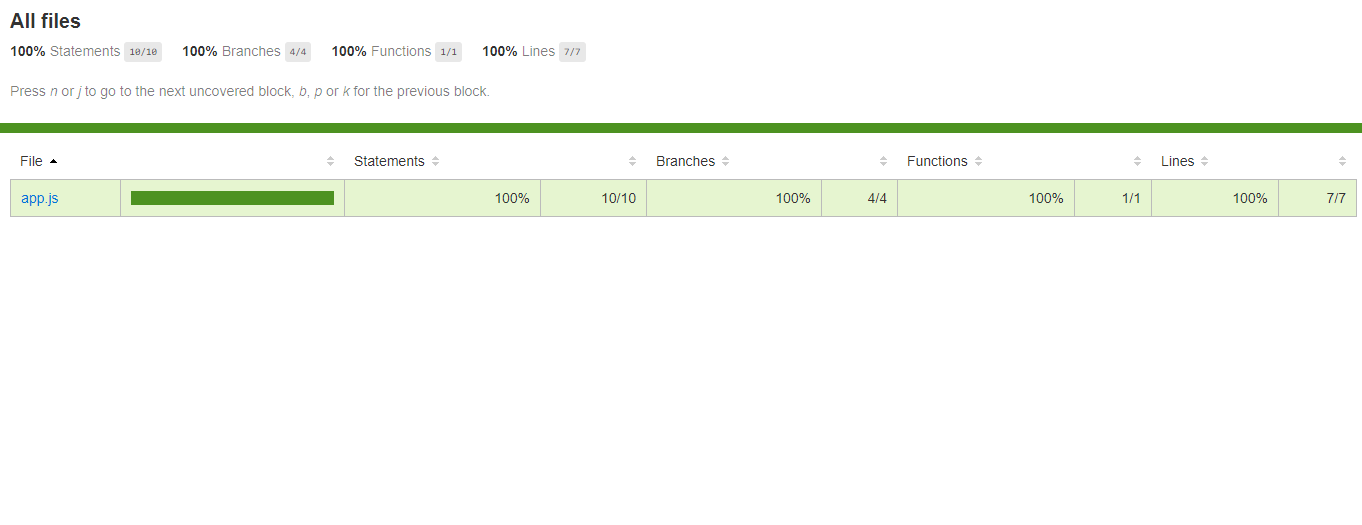 All files
100% Statements 10/10 100% Branches 4/4 100% Functions 1/1 100% Lines 7/7
Press n or j to go to the next uncovered block, b, p or k for the previous block.
File Statements Branches Functions Lines
app.js 100% 10/10 100% 4/4 100% 1/1 100% 7/7